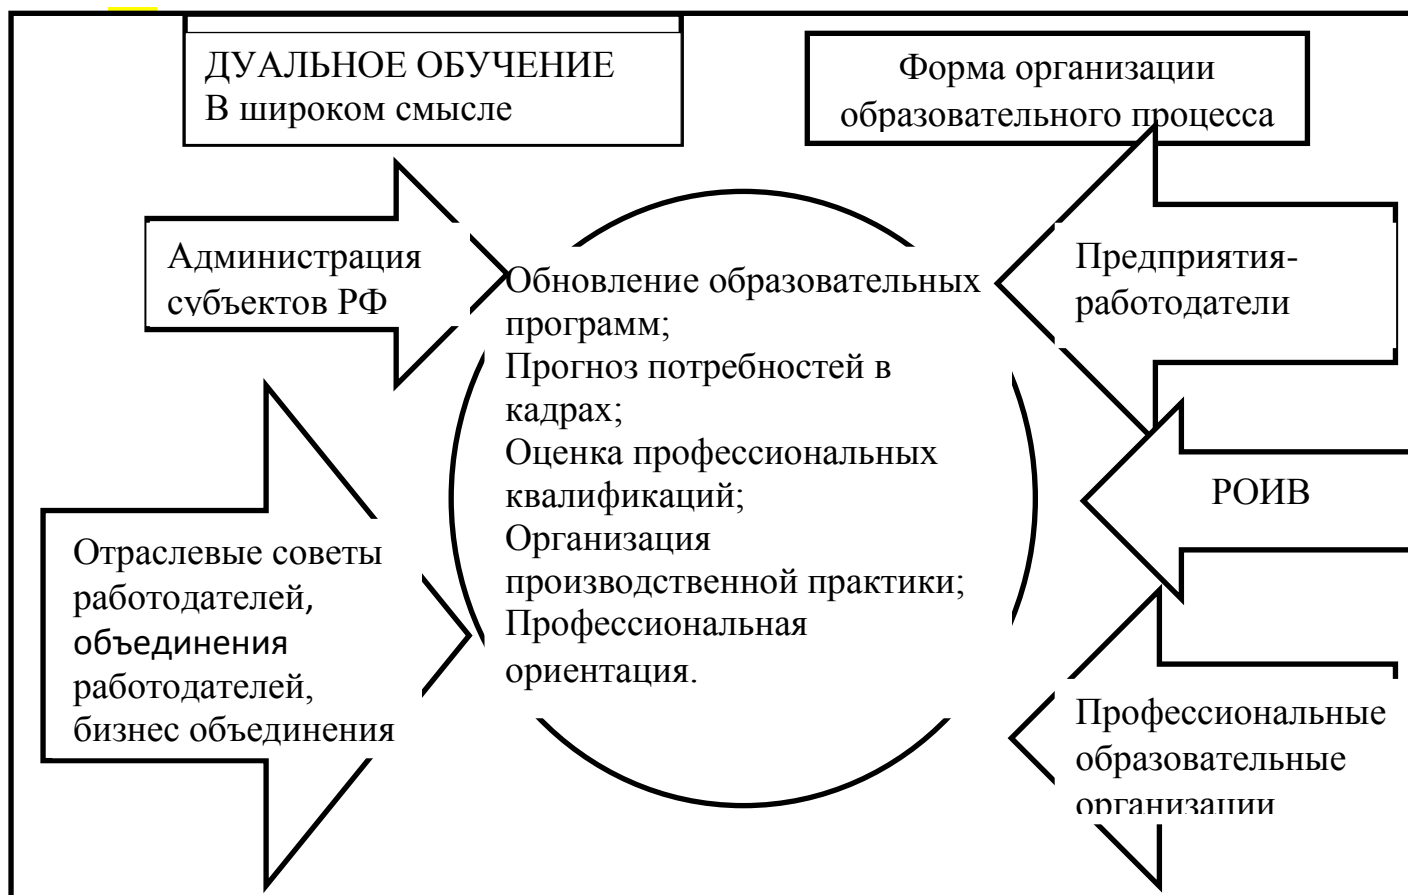 ДУАЛЬНОЕ ОБУЧЕНИЕ
В широком смысле
Форма организации
образовательного процесса
Администрация
субъектов РФ
Отраслевые советы
работодателей,
объединения
работодателей,
бизнес объединения
Обновление образовательных
программ;
Прогноз потребностей в
кадрах;
Оценка профессиональных
квалификаций;
Организация
производственной практики;
Профессиональная
ориентация.
Предприятия-
работодатели
РОИВ
Профессиональные
образовательные
организации